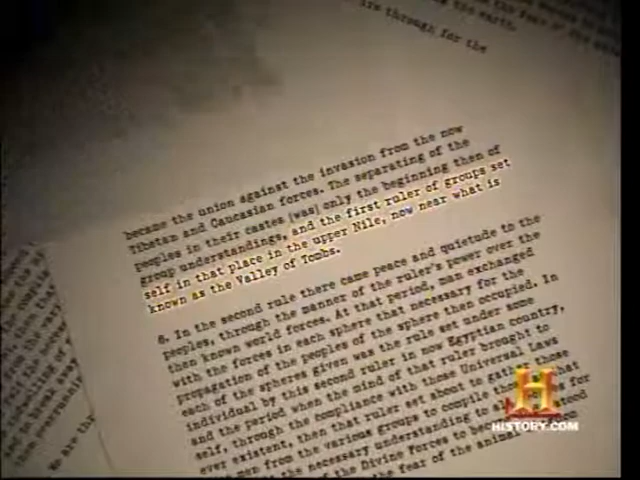 are through for the
the earth.
became the union against the invasion from the now
Tibetan and Caucasian forces. The separating of the
peoples in their castes [was] only the beginning then of
group understandings, and the first ruler of groups set
self in that place in the upper Nile, now near what is
known as the Valley of Tombs.
8. In the second rule there came peace and quietude to the
peoples, through the manner of the ruler's power over the
then known world forces. At that period, man exchanged
with the forces in each sphere that necessary for the
propagation of the peoples of the sphere then occupied. In
each of the spheres given was the rule set under some
individual by this second ruler in now Egyptian country,
and the period when the mind of that ruler brought to
self, through the compliance with those Universal Laws
ever existent, then that ruler set about to gather those
men from the various groups to compile those that
the necessary understanding to for
of the Divine Forces to be understood
the fear of the animal
H
HISTORY.COM
are the